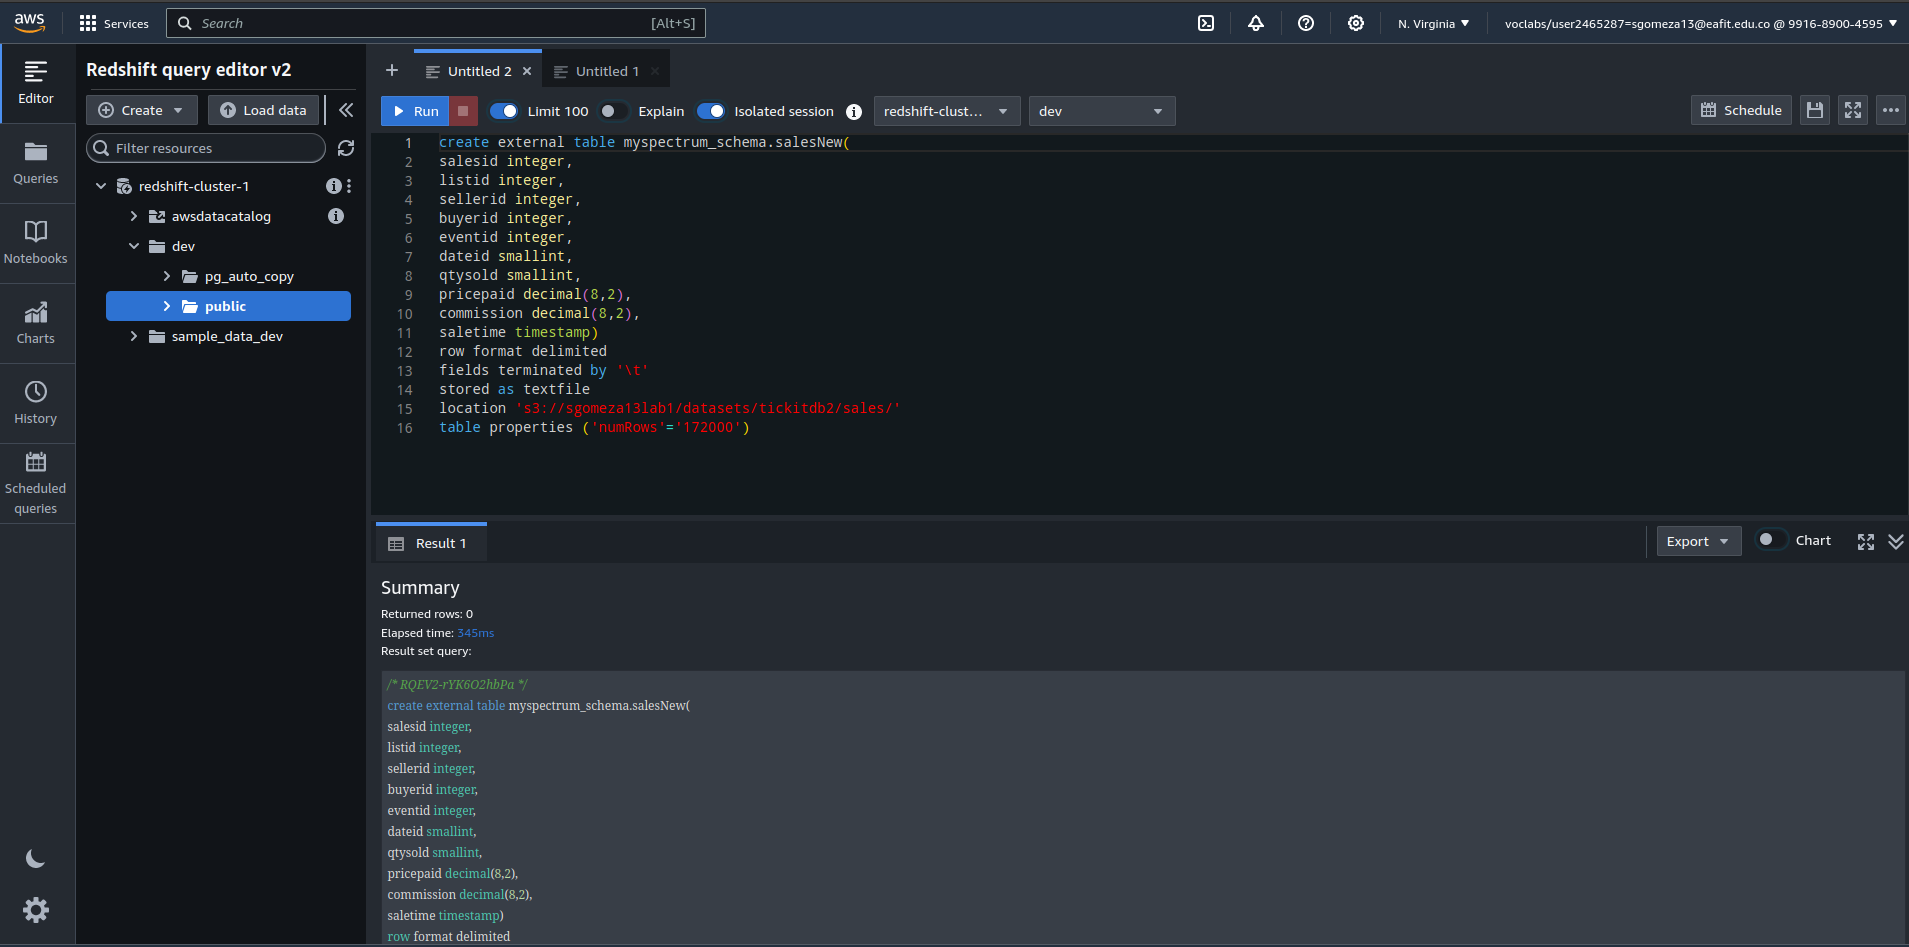 aws
Services
Search
[Alt+S]
N. Virginia
voclabs/user2465287=sgomeza13@eafit.edu.co @ 9916-8900-4595
Editor
Queries
Notebooks
Charts
History
Scheduled
queries
Redshift query editor v2
Create
Load data
Filter resources
redshift-cluster-1
awsdatacatalog
dev
pg_auto_copy
public
sample_data_dev
Untitled 2
Untitled 1
Run
Limit 100
Explain
Isolated session
redshift-clust...
dev
Schedule
1 create external table myspectrum_schema.salesNew(
2 salesid integer,
3 listid integer,
4 sellerid integer,
5 buyerid integer,
6 eventid integer,
7 dateid smallint,
8 qtysold smallint,
9 pricepaid decimal(8,2),
10 commission decimal(8,2),
11 saletime timestamp)
12 row format delimited
13 fields terminated by '\t'
14 stored as textfile
15 location 's3://sgomeza13lab1/datasets/tickitdb2/sales/'
16 table properties ('numRows'='172000')
Result 1
Export
Chart
Summary
Returned rows: 0
Elapsed time: 345ms
Result set query:
/* RQEV2-rYK6O2hbPa */
create external table myspectrum_schema.salesNew(
salesid integer,
listid integer,
sellerid integer,
buyerid integer,
eventid integer,
dateid smallint,
qtysold smallint,
pricepaid decimal(8,2),
commission decimal(8,2),
saletime timestamp)
row format delimited